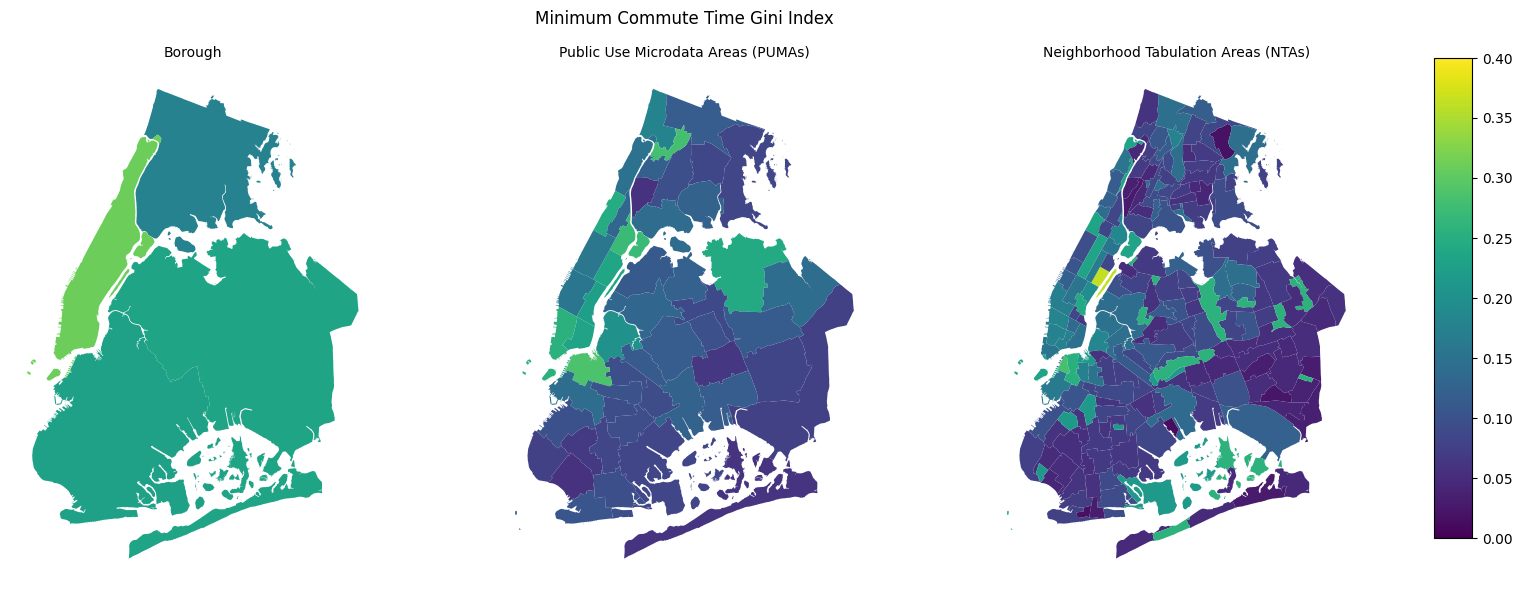 Minimum Commute Time Gini Index
Borough
Public Use Microdata Areas (PUMAs)
Neighborhood Tabulation Areas (NTAs)
0.40
0.35
0.30
0.25
0.20
0.15
0.10
0.05
0.00